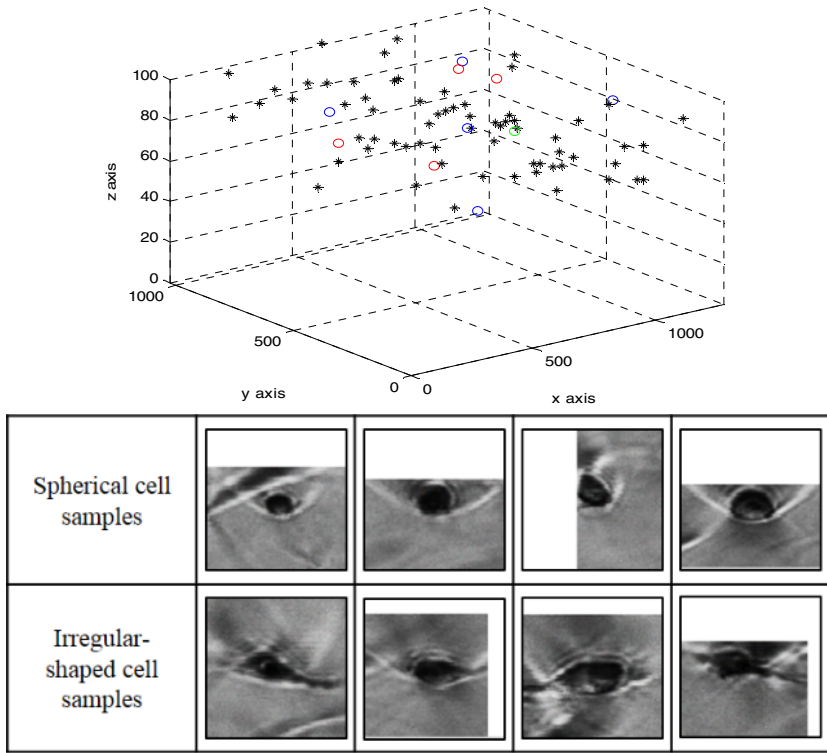 100
80
60
40
20
0
z axis
1000
500
0
y axis
0
500
1000
x axis
Spherical cell
samples
Irregular-
shaped cell
samples